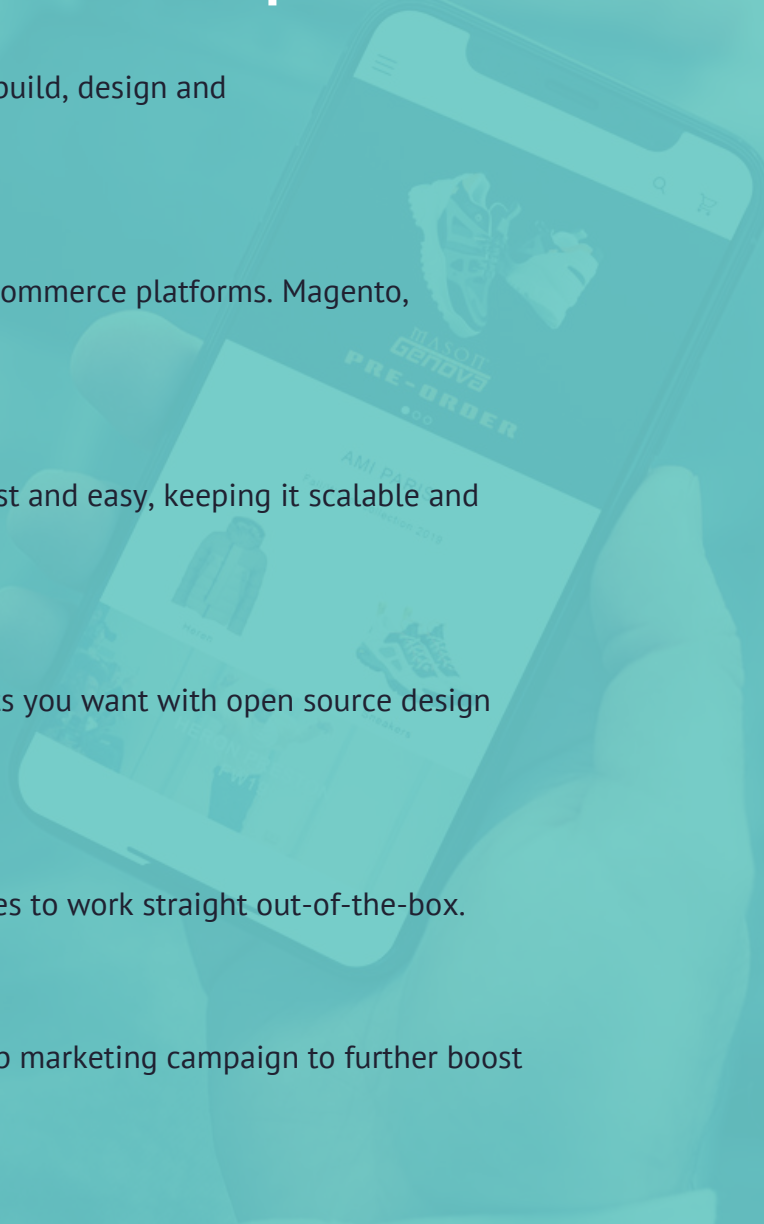 build, design and
ommerce platforms. Magento,
MASON
Genova
PRE-ORDER
AMI PARIS
st and easy, keeping it scalable and
s you want with open source design
Sneakers
es to work straight out-of-the-box.
marketing campaign to further boost